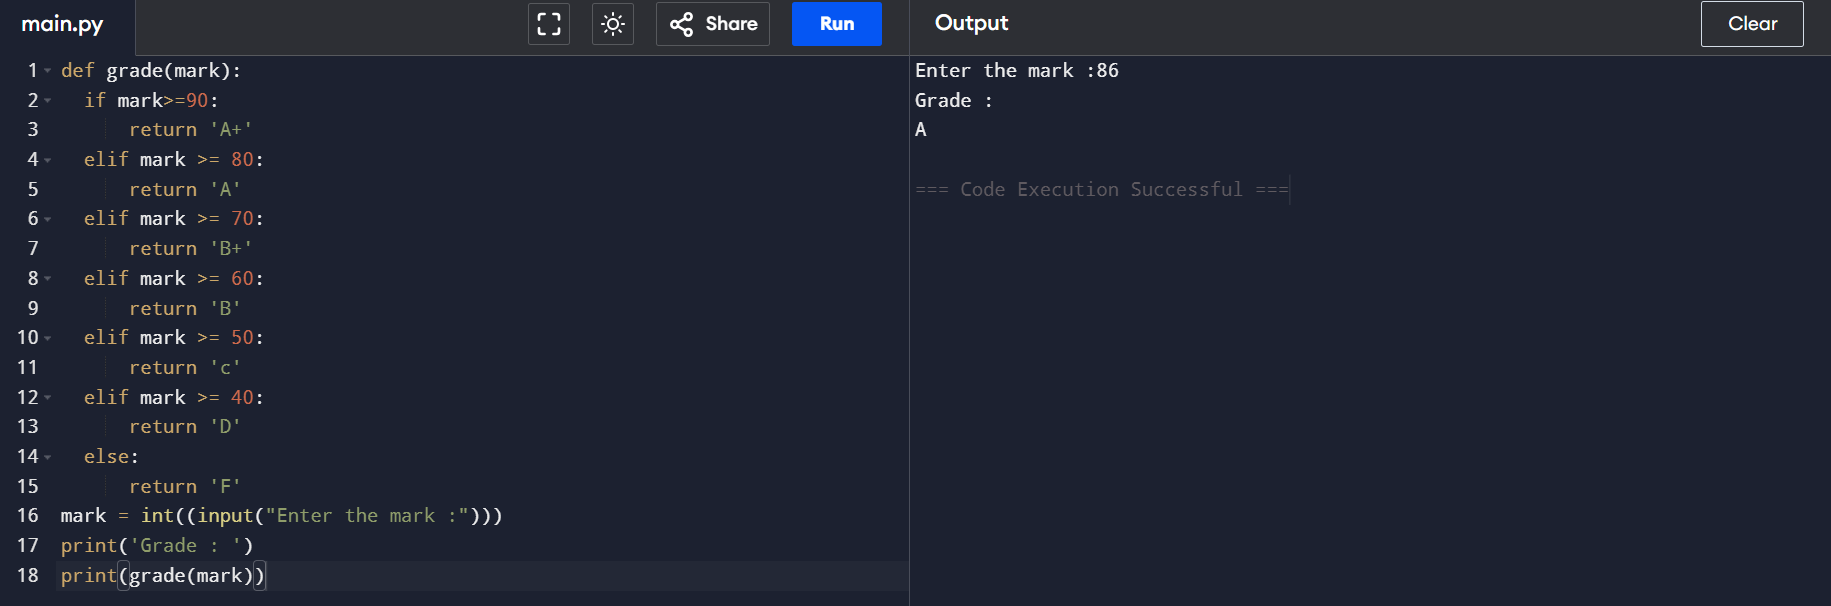 main.py
Share
Run
Output
Clear
1 def grade(mark):
2   if mark>=90:
3       return 'A+'
4   elif mark >= 80:
5       return 'A'
6   elif mark >= 70:
7       return 'B+'
8   elif mark >= 60:
9       return 'B'
10   elif mark >= 50:
11       return 'c'
12   elif mark >= 40:
13       return 'D'
14   else:
15       return 'F'
16 mark = int((input("Enter the mark :")))
17 print('Grade : ')
18 print(grade(mark))
Enter the mark :86
Grade :
A
=== Code Execution Successful ===